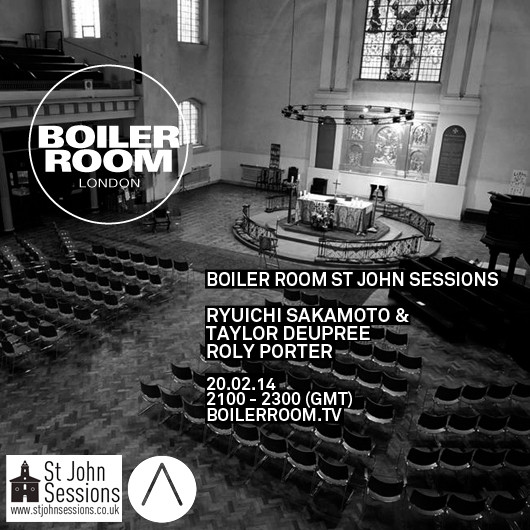 BOILER
ROOM
LONDON
BOILER ROOM ST JOHN SESSIONS
RYUICHI SAKAMOTO &
TAYLOR DEUPREE
ROLY PORTER
20.02.14
2100 - 2300 (GMT)
BOILERROOM.TV
St John
Sessions
www.stjohnsessions.co.uk